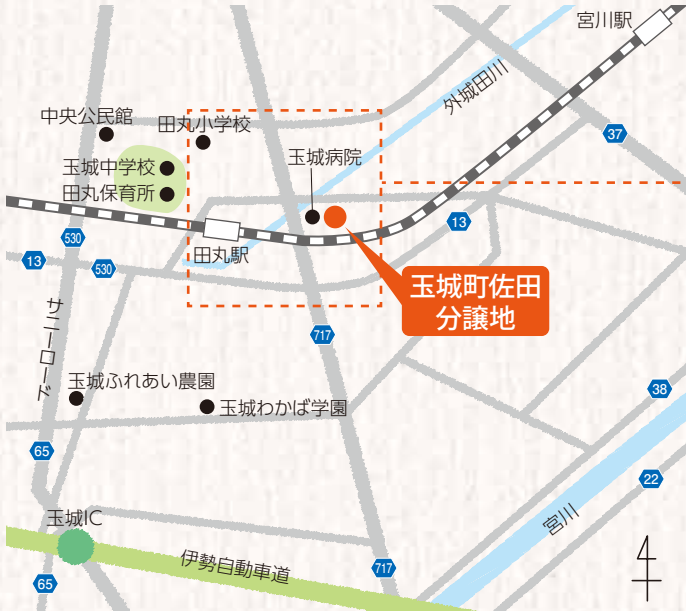 宮川駅
外城田川
中央公民館
田丸小学校
37
玉城病院
玉城中学校
田丸保育所
13
530
田丸駅
13
530
玉城町佐田
分譲地
サニーロード
717
玉城ふれあい農園
38
玉城わかば学園
65
22
玉城IC
宮川
伊勢自動車道
717
65